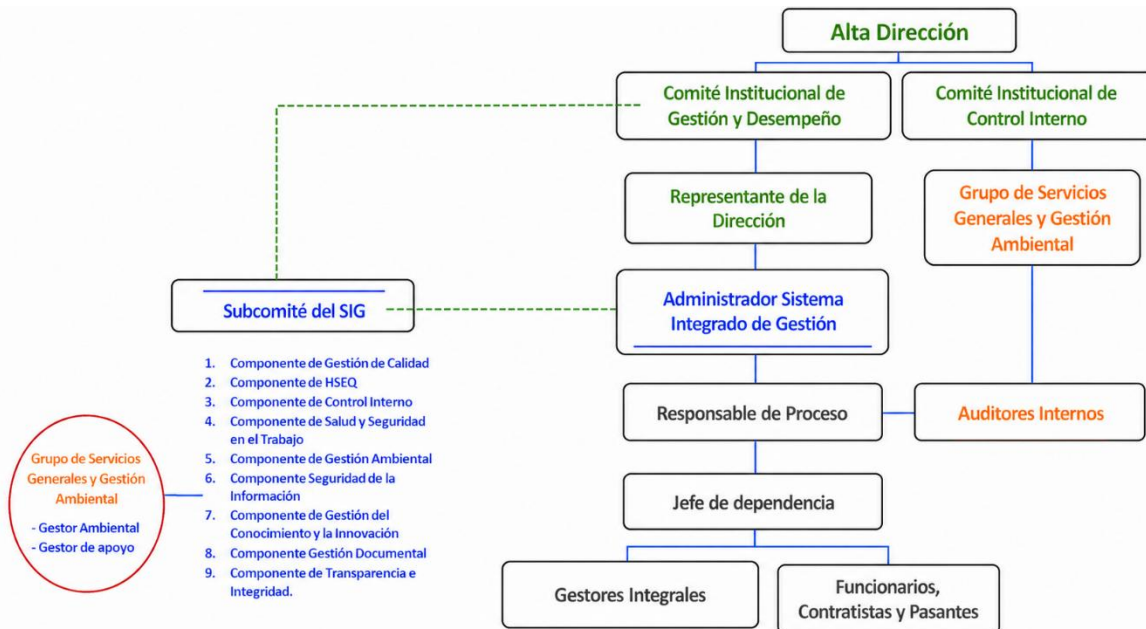 Alta Dirección
Comité Institucional de
Gestión y Desempeño
Comité Institucional de
Control Interno
Representante de la
Dirección
Grupo de Servicios
Generales y Gestión
Ambiental
Subcomité del SIG
Administrador Sistema
Integrado de Gestión
1. Componente de Gestión de Calidad
2. Componente de HSEQ
3. Componente de Control Interno
4. Componente de Salud y Seguridad
en el Trabajo
5. Componente de Gestión Ambiental
6. Componente Seguridad de la
Información
7. Componente de Gestión del
Conocimiento y la Innovación
8. Componente Gestión Documental
9. Componente de Transparencia e
Integridad.
Grupo de Servicios
Generales y Gestión
Ambiental
- Gestor Ambiental
- Gestor de apoyo
Responsable de Proceso
Auditores Internos
Jefe de dependencia
Gestores Integrales
Funcionarios,
Contratistas y Pasantes